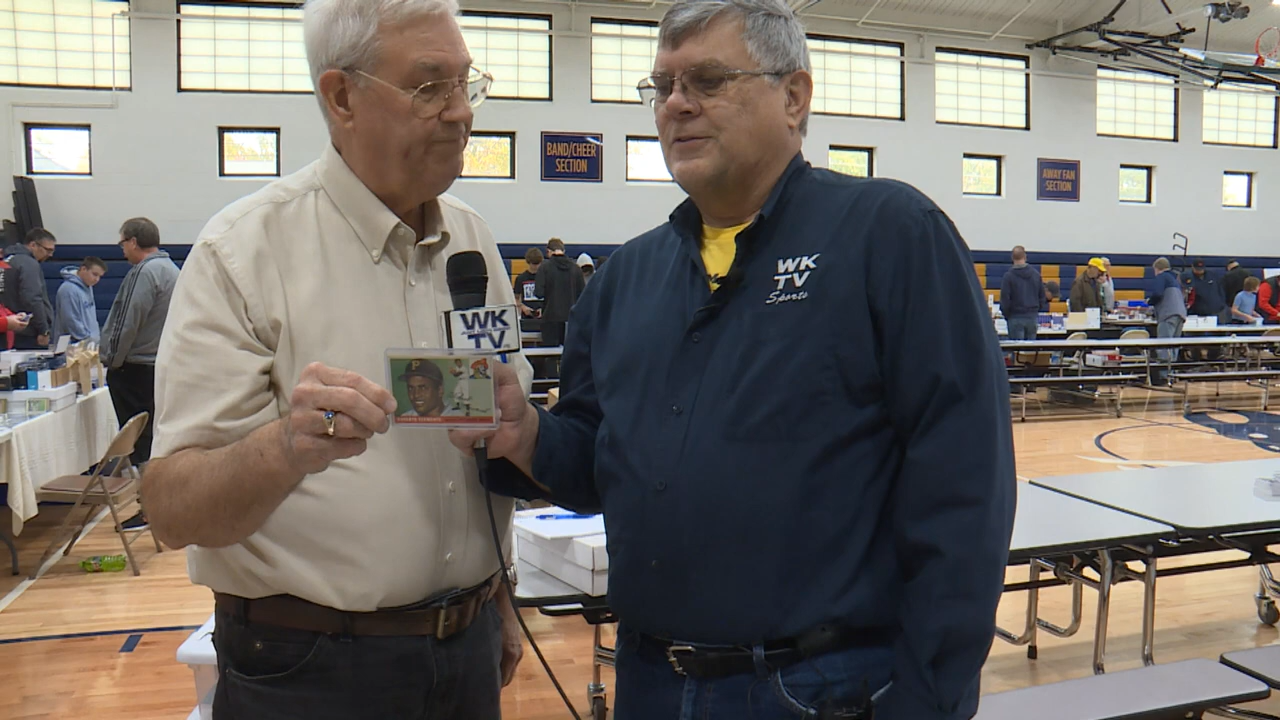 BAND/CHEER
SECTION
AWAY FAN
SECTION
WK
TV
Sports
WK
TV
P